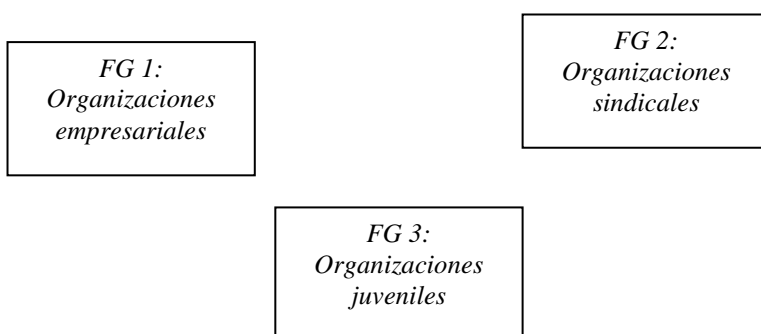 FG 1:
Organizaciones
empresariales
FG 2:
Organizaciones
sindicales
FG 3:
Organizaciones
juveniles